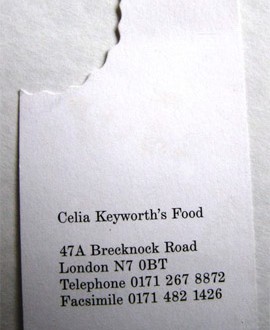 Celia Keyworth's Food
47A Brecknock Road
London N7 0BT
Telephone 0171 267 8872
Facsimile 0171 482 1426